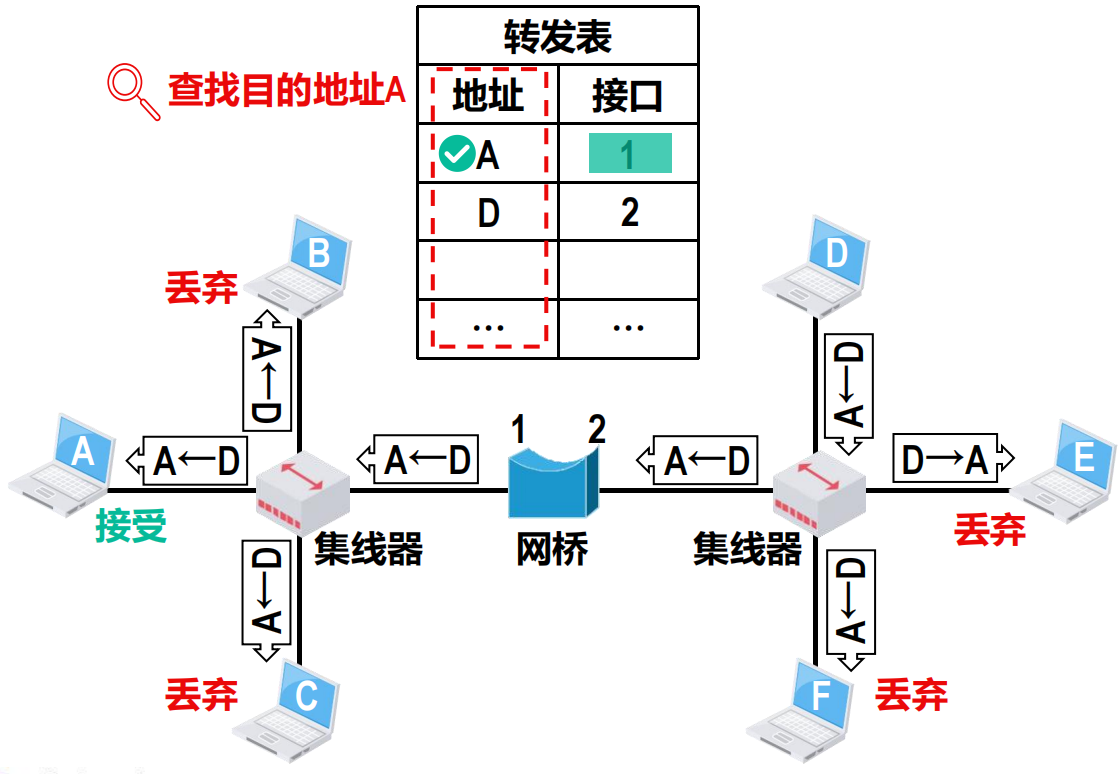 转发表
查找目的地址A
地址 接口
A 1
D 2
… …
B
丢弃
D
A←D
D→A
1 2
A
A←D
A←D
A←D
D→A
E
接受
集线器
网桥
集线器
丢弃
D→A
D→A
丢弃
C
F
丢弃